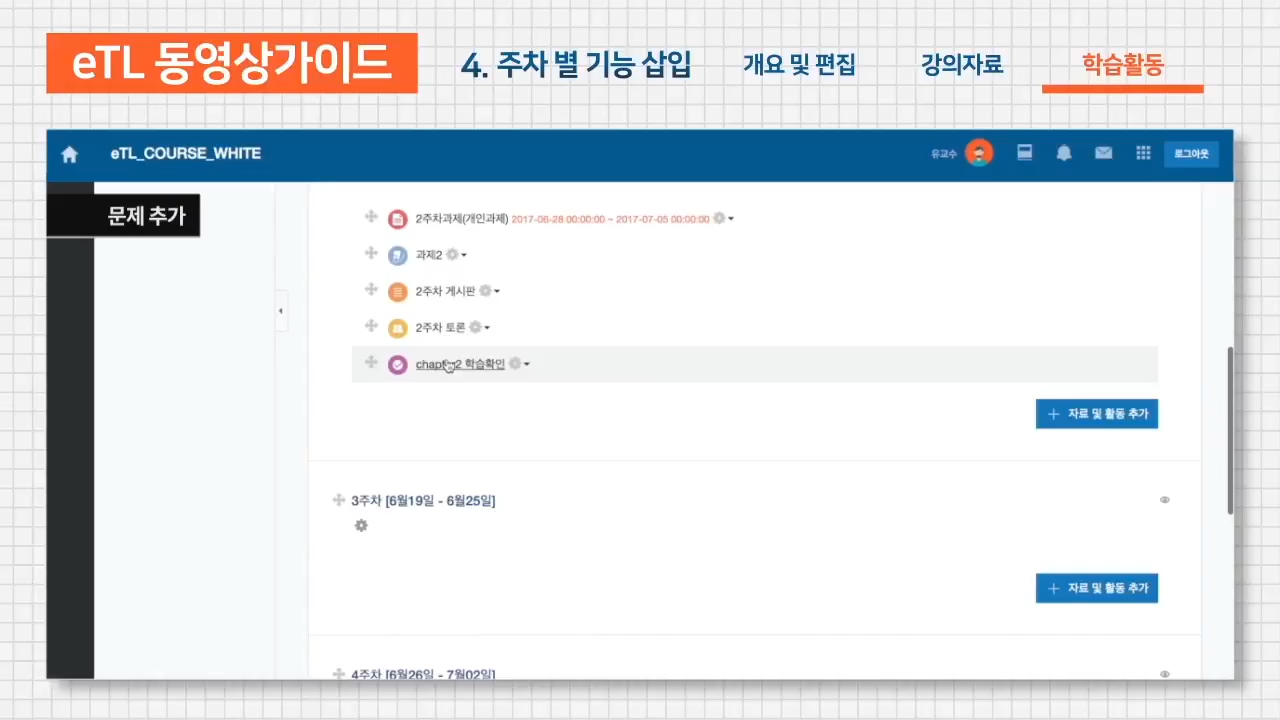 eTL 동영상가이드
4. 주차 별 기능 삽입
개요 및 편집
강의자료
학습활동
eTL_COURSE_WHITE
유교수
로그아웃
문제 추가
2주차과제(개인과제) 2017-06-28 00:00:00 ~ 2017-07-05 00:00:00
과제2
2주차 게시판
2주차 토론
2 학습확인
+ 자료 및 활동 추가
3주차 [6월19일 - 6월25일]
+ 자료 및 활동 추가
4주차 [6월26일 - 7월02일]